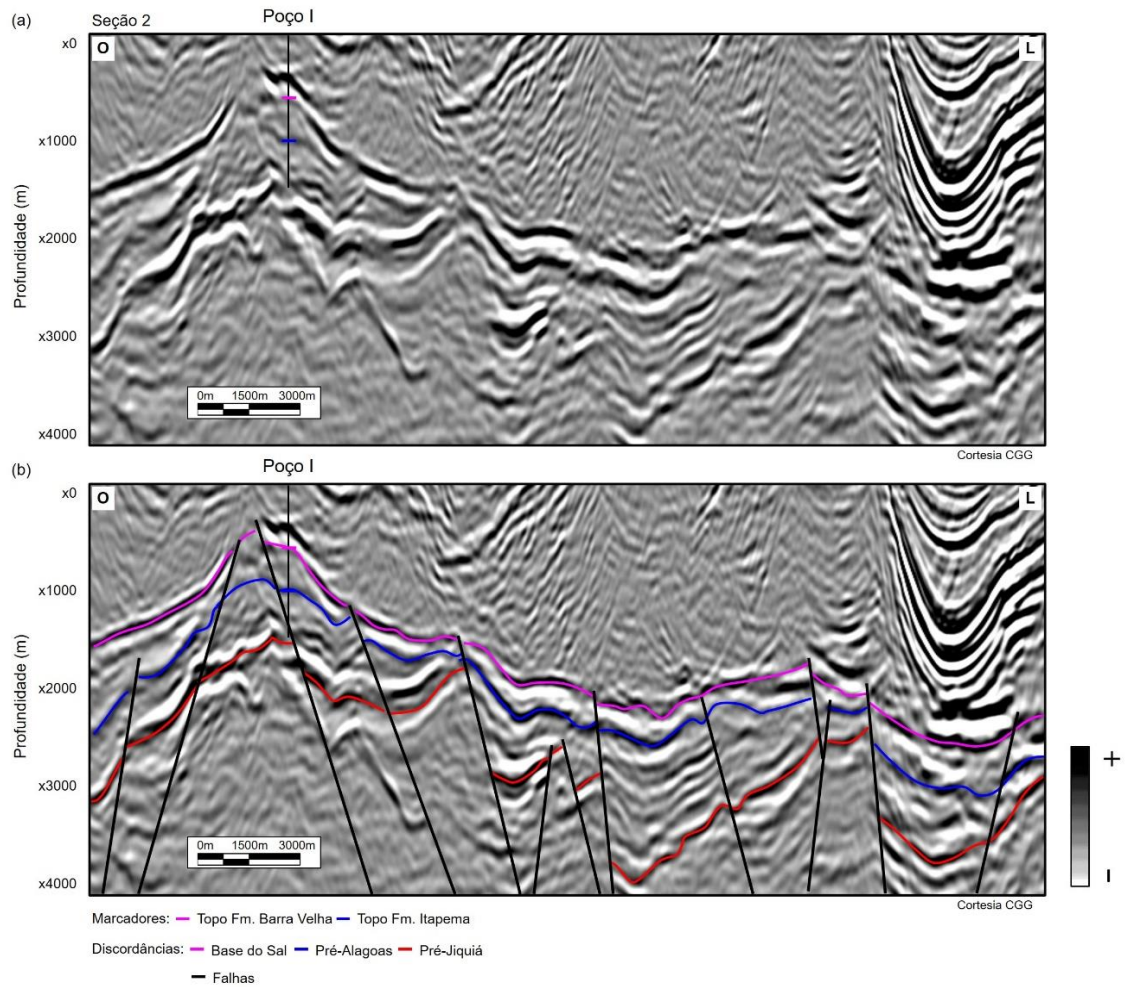 (a)
Seção 2
Poço I
x0
O
L
x1000
x2000
x3000
x4000
Profundidade (m)
0m 1500m 3000m
Cortesia CGG
(b)
Poço I
x0
O
L
x1000
x2000
x3000
x4000
Profundidade (m)
0m 1500m 3000m
+
-
Cortesia CGG
Marcadores: Topo Fm. Barra Velha Topo Fm. Itapema
Discordâncias: Base do Sal Pré-Alagoas Pré-Jiquiá
Falhas